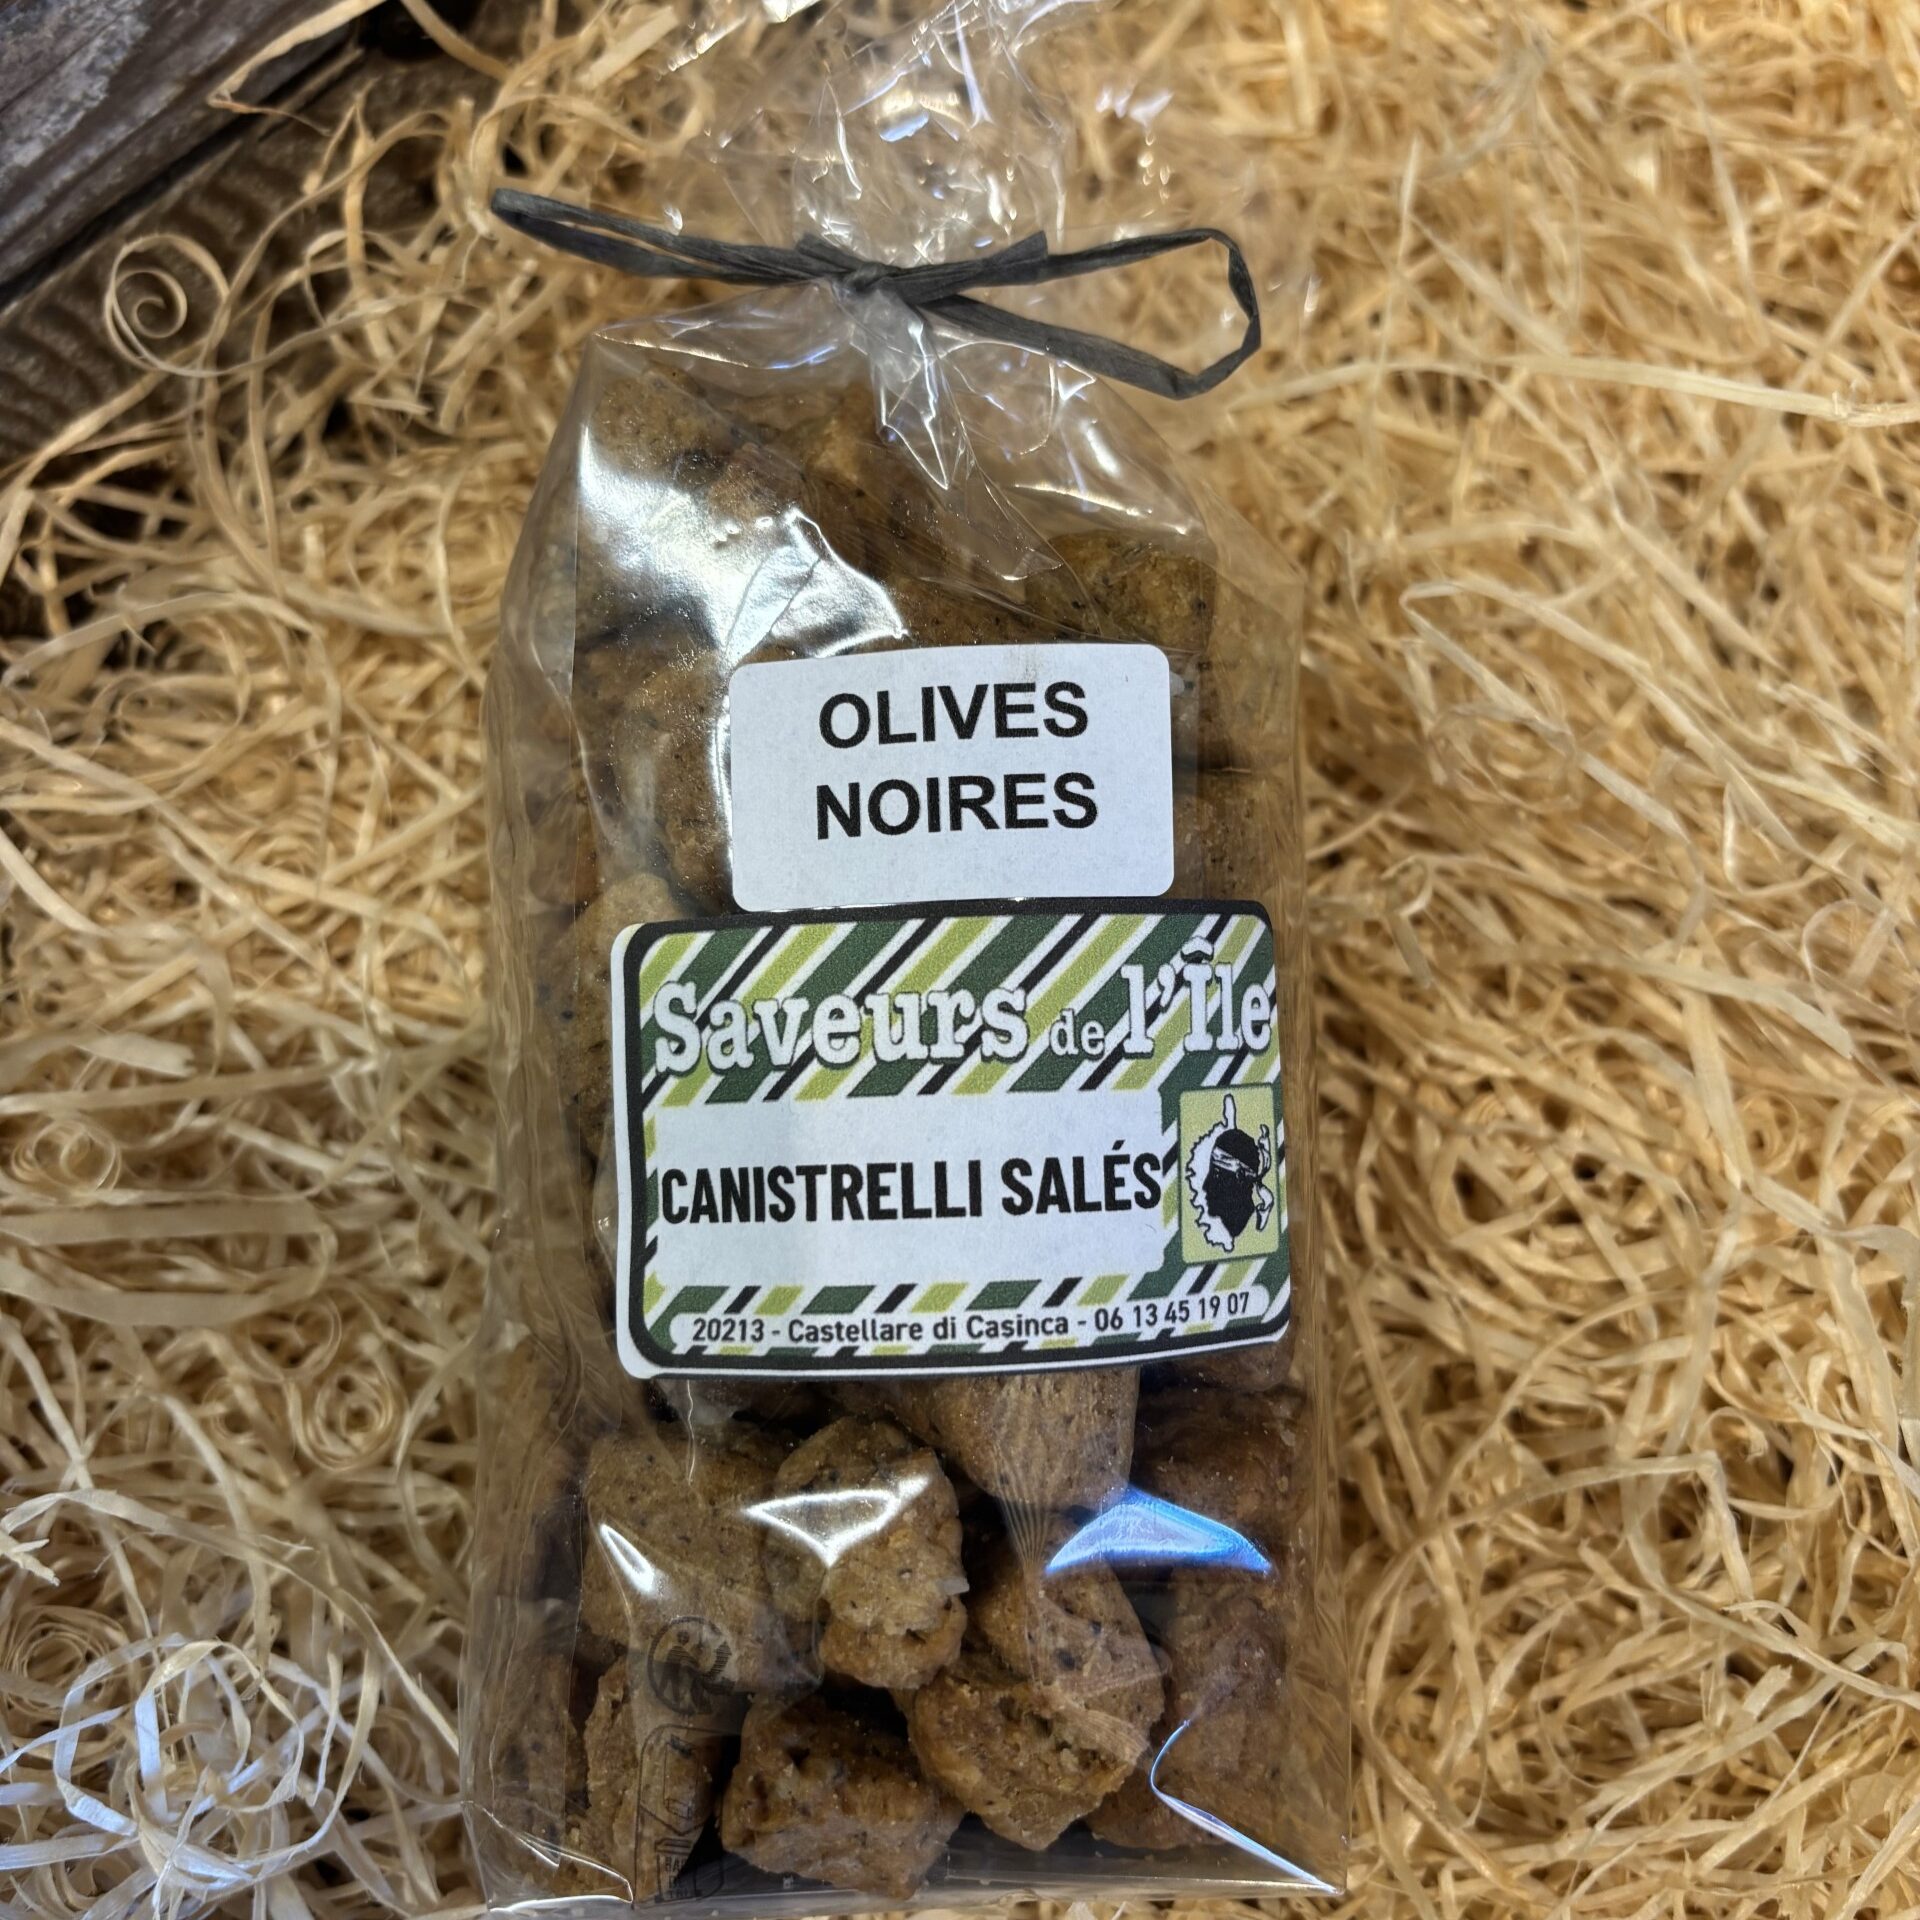 OLIVES
NOIRES
Saveurs de l'Île
CANISTRELLI SALÉS
20213 - Castellare di Casinca - 06 13 45 19 07